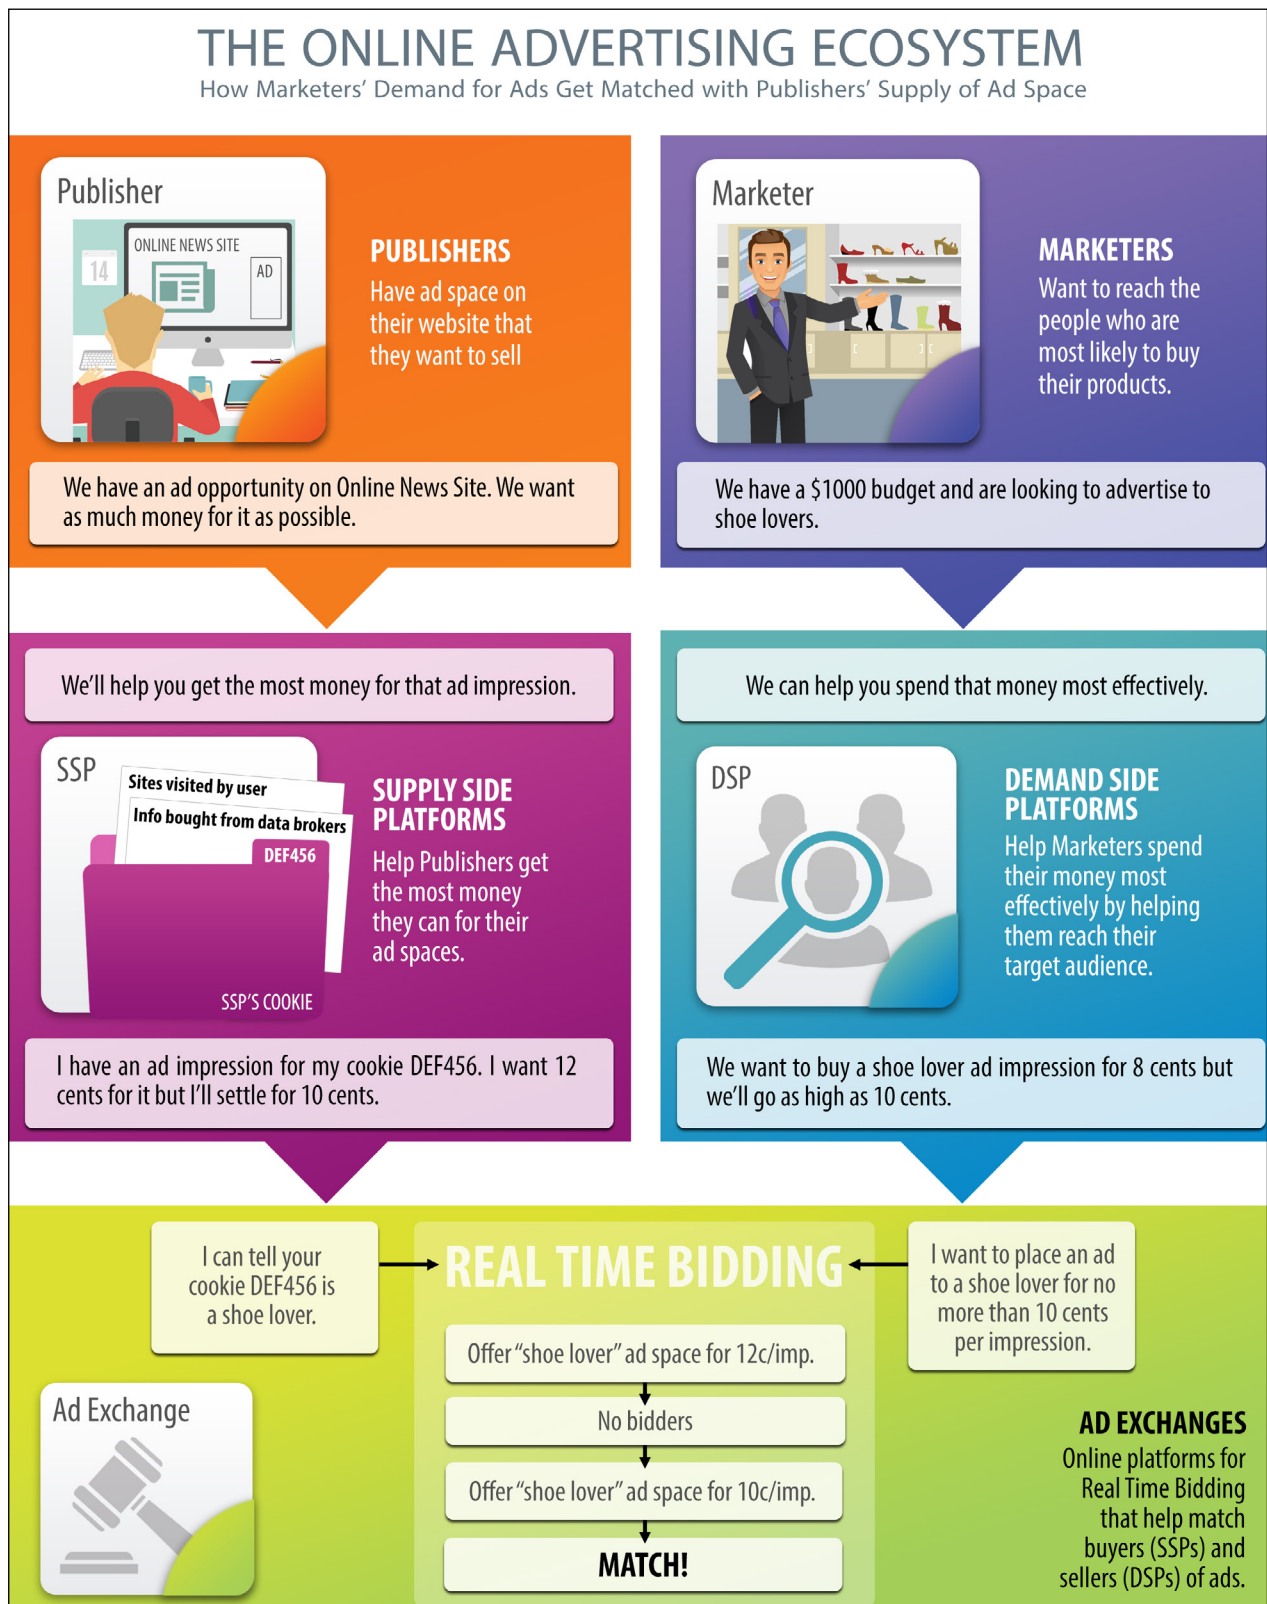 THE ONLINE ADVERTISING ECOSYSTEM
How Marketers' Demand for Ads Get Matched with Publishers' Supply of Ad Space
Publisher
ONLINE NEWS SITE
14
AD
PUBLISHERS
Have ad space on
their website that
they want to sell
We have an ad opportunity on Online News Site. We want
as much money for it as possible.
Marketer
MARKETERS
Want to reach the
people who are
most likely to buy
their products.
We have a $1000 budget and are looking to advertise to
shoe lovers.
We'll help you get the most money for that ad impression.
SSP
Sites visited by user
Info bought from data brokers
DEF456
SSP'S COOKIE
SUPPLY SIDE
PLATFORMS
Help Publishers get
the most money
they can for their
ad spaces.
I have an ad impression for my cookie DEF456. I want 12
cents for it but I'll settle for 10 cents.
We can help you spend that money most effectively.
DSP
DEMAND SIDE
PLATFORMS
Help Marketers spend
their money most
effectively by helping
them reach their
target audience.
We want to buy a shoe lover ad impression for 8 cents but
we'll go as high as 10 cents.
I can tell your
cookie DEF456 is
a shoe lover.
REAL TIME BIDDING
I want to place an ad
to a shoe lover for no
more than 10 cents
per impression.
Offer "shoe lover" ad space for 12c/imp.
No bidders
Offer "shoe lover" ad space for 10c/imp.
MATCH!
Ad Exchange
AD EXCHANGES
Online platforms for
Real Time Bidding
that help match
buyers (SSPs) and
sellers (DSPs) of ads.